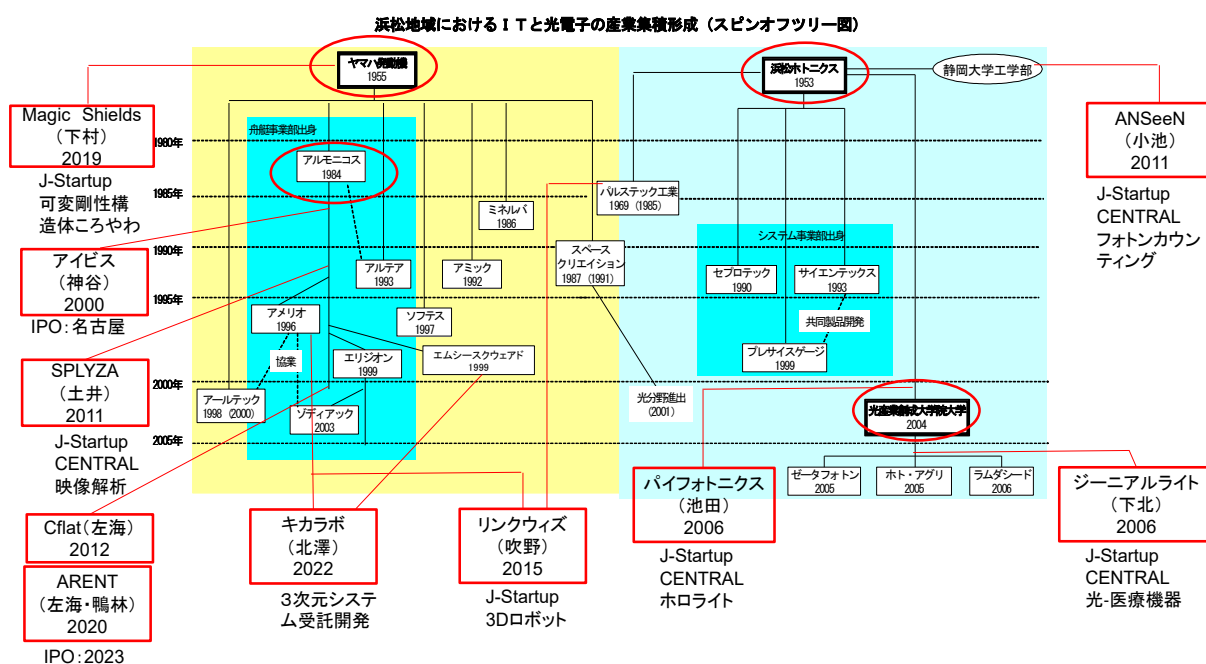 浜松地域におけるＩＴと光電子の産業集積形成（スピンオフツリー図）
ヤマハ発動機
1955
浜松ホトニクス
1953
静岡大学工学部
Magic Shields
（下村）
2019
J-Startup
可変剛性構
造体ころやわ
アイビス
（神谷）
2000
IPO：名古屋
SPLYZA
（土井）
2011
J-Startup
CENTRAL
映像解析
Cflat（左海）
2012
ARENT
（左海・鴨林）
2020
IPO：2023
1980年
1985年
1990年
1995年
2000年
2005年
舟艇事業部出身
アルモニコス
1984
アルテア
1993
アミック
1992
ミネルバ
1986
スペース
クリエイション
1987（1991）
パルステック工業
1969（1985）
アメリオ
1996
ソフテス
1997
協業
エリジオン
1999
エムシースクウェアド
1999
アールテック
1998（2000）
ゾディアック
2003
光分野進出
（2001）
システム事業部出身
セブロテック
1990
サイエンテックス
1993
共同製品開発
プレサイスゲージ
1999
光産業創成大学院大学
2004
ゼータフォトン
2005
ホト・アグリ
2005
ラムダシード
2006
キカラボ
（北澤）
2022
３次元システ
ム受託開発
リンクウィズ
（吹野）
2015
J-Startup
3Dロボット
パイフォトニクス
（池田）
2006
J-Startup
CENTRAL
ホロライト
ANSeeN
（小池）
2011
J-Startup
CENTRAL
フォトンカウン
ティング
ジーニアルライト
（下北）
2006
J-Startup
CENTRAL
光-医療機器